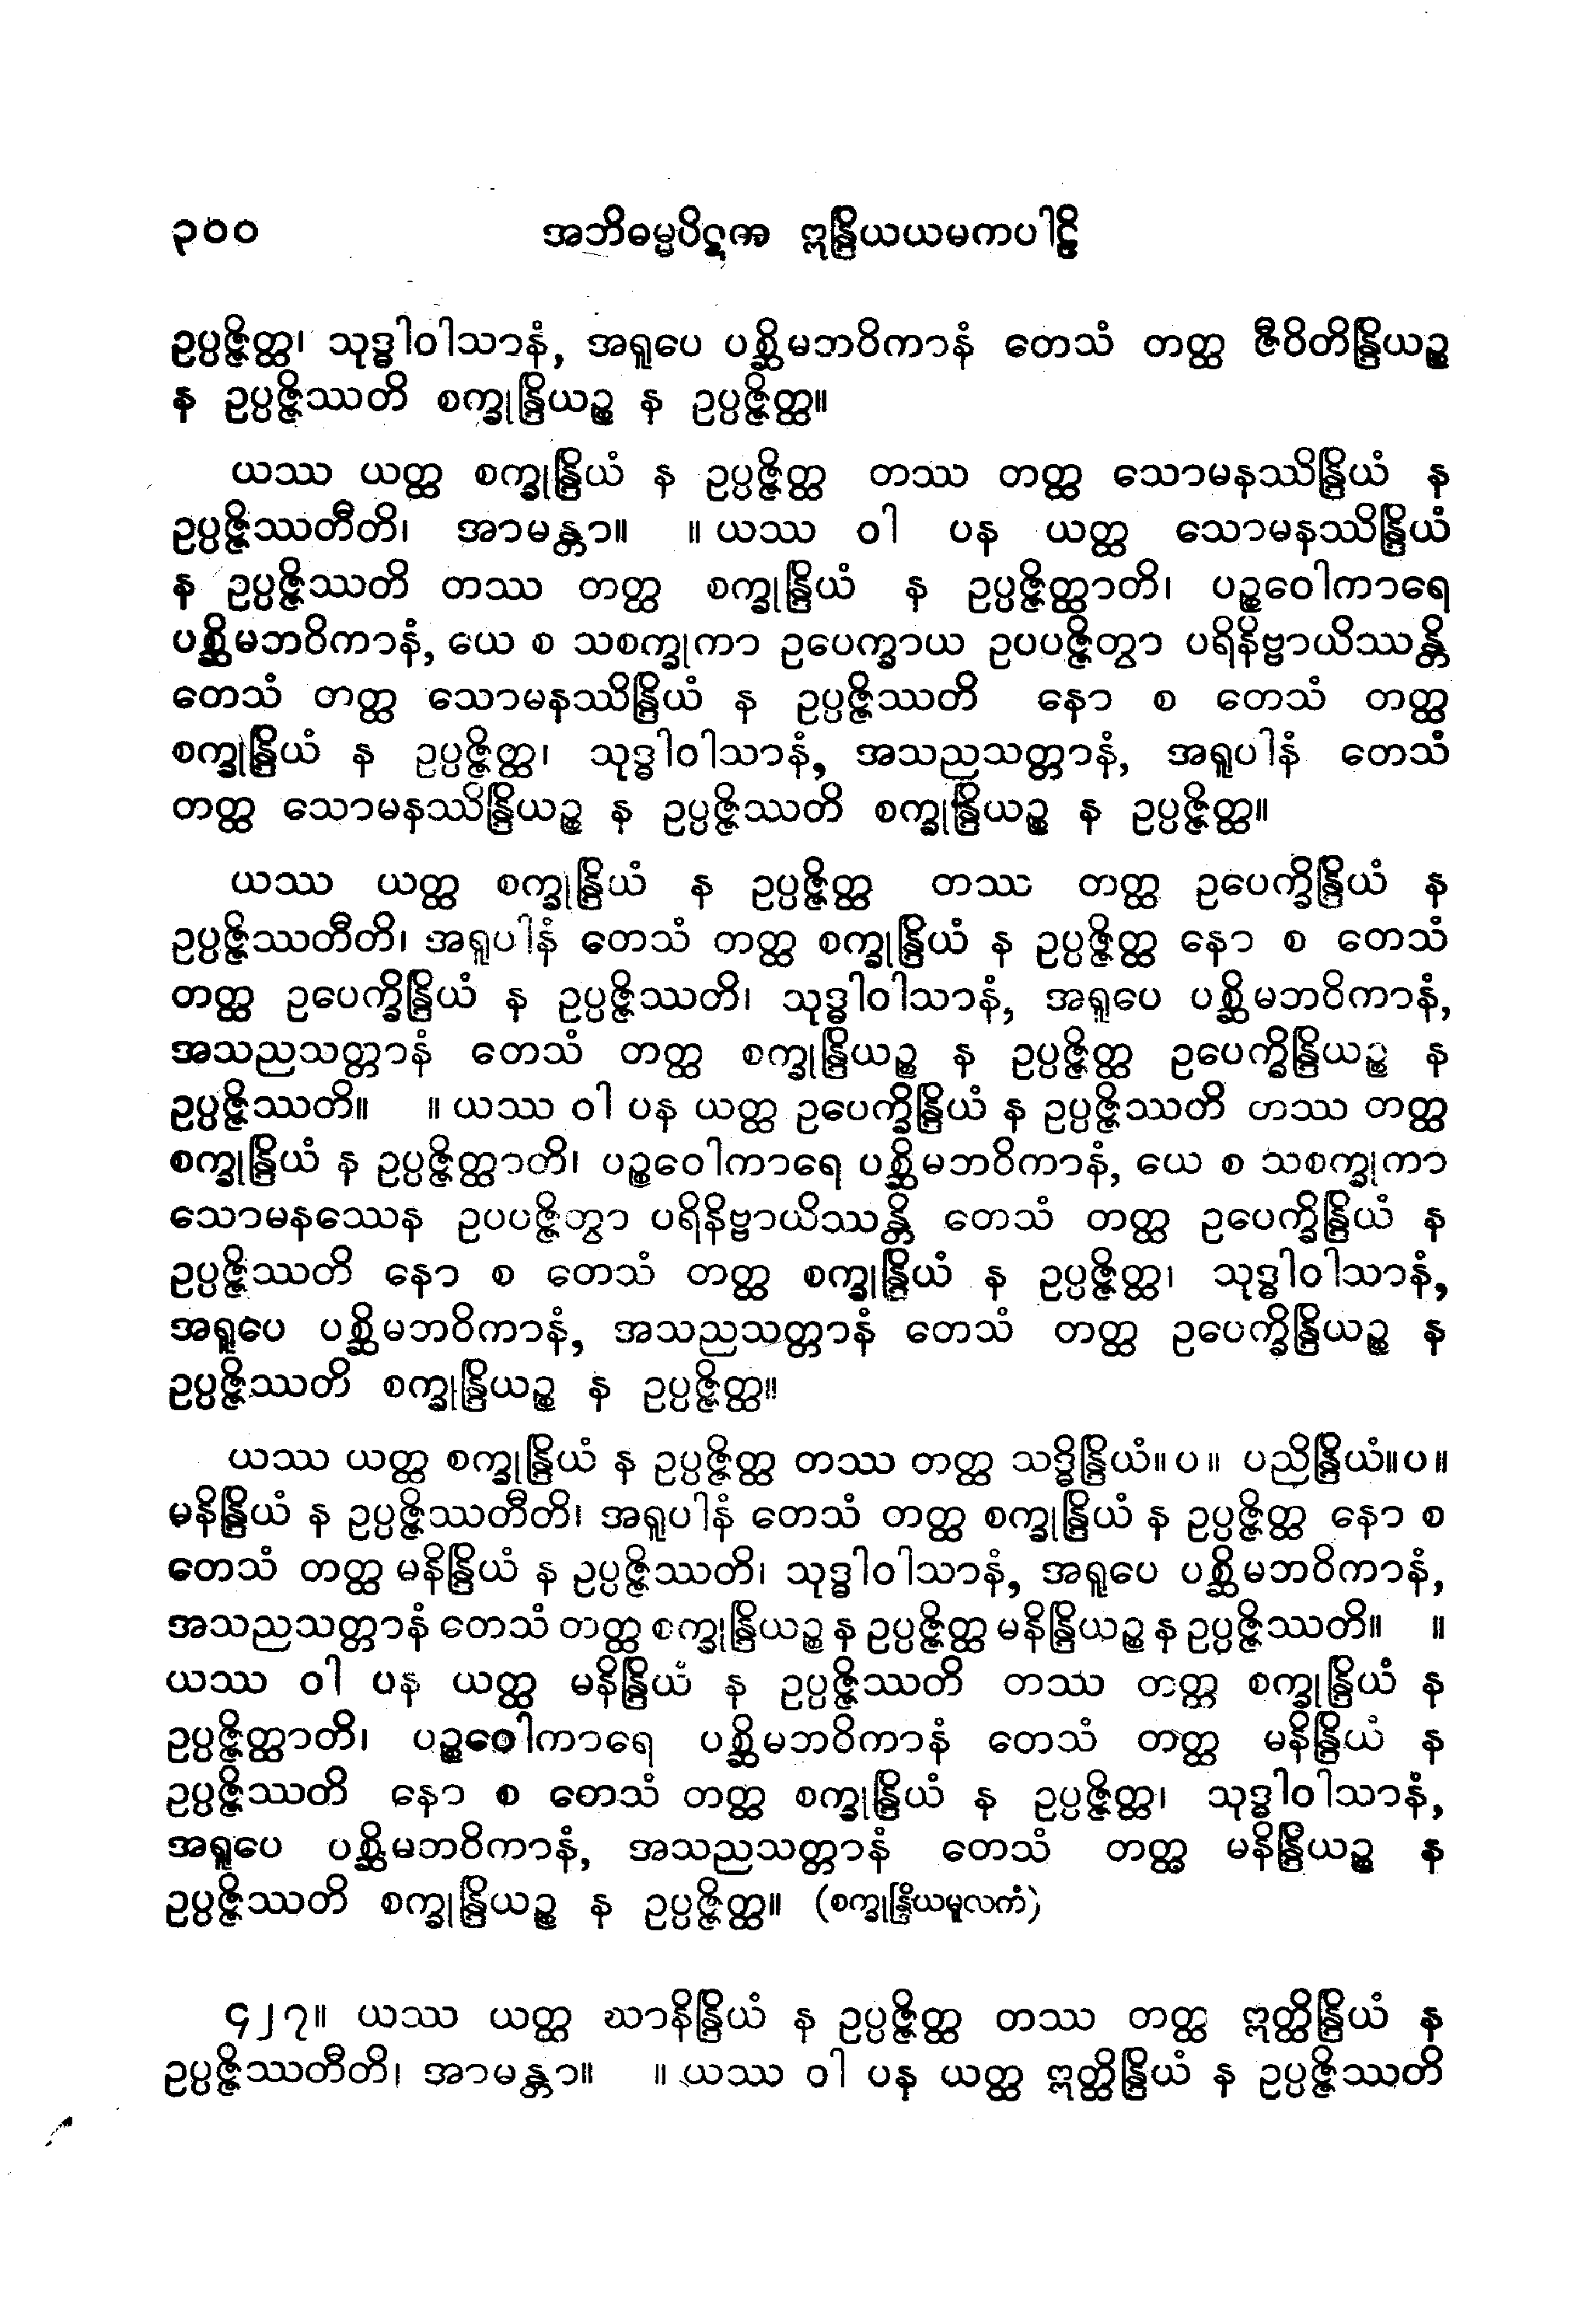 ၃၀၀ အဘိဓမ္မပိဋက ဣန္ဒြိယယမကပါဠိ
ဥပ္ပဇ္ဇိတ္ထ၊ သုဒ္ဓါဝါသာနံ, အရူပေ ပစ္ဆိမဘဝိကာနံ တေသံ တတ္ထ ဇီဝိတိန္ဒြိယဉ္စ
န ဥပ္ပဇ္ဇိဿတိ စက္ခုန္ဒြိယဉ္စ န ဥပ္ပဇ္ဇိတ္ထ။
ယဿ ယတ္ထ စက္ခုန္ဒြိယံ န ဥပ္ပဇ္ဇိတ္ထ တဿ တတ္ထ သောမနဿိန္ဒြိယံ န
ဥပ္ပဇ္ဇိဿတီတိ၊ အာမန္တာ။ ။ ယဿ ဝါ ပန ယတ္ထ သောမနဿိန္ဒြိယံ
န ဥပ္ပဇ္ဇိဿတိ တဿ တတ္ထ စက္ခုန္ဒြိယံ န ဥပ္ပဇ္ဇိတ္ထာတိ၊ ပဉ္စဝေါကာရေ
ပစ္ဆိမဘဝိကာနံ, ယေ စ သစက္ခုကာ ဥပေက္ခာယ ဥပပဇ္ဇိတွာ ပရိနိဗ္ဗာယိဿန္တိ
တေသံ တတ္ထ သောမနဿိန္ဒြိယံ န ဥပ္ပဇ္ဇိဿတိ နော စ တေသံ တတ္ထ
စက္ခုန္ဒြိယံ န ဥပ္ပဇ္ဇိတ္ထ၊ သုဒ္ဓါဝါသာနံ, အသညသတ္တာနံ, အရူပါနံ တေသံ
တတ္ထ သောမနဿိန္ဒြိယဉ္စ န ဥပ္ပဇ္ဇိဿတိ စက္ခုန္ဒြိယဉ္စ န ဥပ္ပဇ္ဇိတ္ထ။
ယဿ ယတ္ထ စက္ခုန္ဒြိယံ န ဥပ္ပဇ္ဇိတ္ထ တဿ တတ္ထ ဥပေက္ခိန္ဒြိယံ န
ဥပ္ပဇ္ဇိဿတီတိ၊ အရူပါနံ တေသံ တတ္ထ စက္ခုန္ဒြိယံ န ဥပ္ပဇ္ဇိတ္ထ နော စ တေသံ
တတ္ထ ဥပေက္ခိန္ဒြိယံ န ဥပ္ပဇ္ဇိဿတိ၊ သုဒ္ဓါဝါသာနံ, အရူပေ ပစ္ဆိမဘဝိကာနံ,
အသညသတ္တာနံ တေသံ တတ္ထ စက္ခုန္ဒြိယဉ္စ န ဥပ္ပဇ္ဇိတ္ထ ဥပေက္ခိန္ဒြိယဉ္စ န
ဥပ္ပဇ္ဇိဿတိ။ ။ ယဿ ဝါ ပန ယတ္ထ ဥပေက္ခိန္ဒြိယံ န ဥပ္ပဇ္ဇိဿတိ တဿ တတ္ထ
စက္ခုန္ဒြိယံ န ဥပ္ပဇ္ဇိတ္ထာတိ၊ ပဉ္စဝေါကာရေ ပစ္ဆိမဘဝိကာနံ, ယေ စ သစက္ခုကာ
သောမနဿေန ဥပပဇ္ဇိတွာ ပရိနိဗ္ဗာယိဿန္တိ တေသံ တတ္ထ ဥပေက္ခိန္ဒြိယံ န
ဥပ္ပဇ္ဇိဿတိ နော စ တေသံ တတ္ထ စက္ခုန္ဒြိယံ န ဥပ္ပဇ္ဇိတ္ထ၊ သုဒ္ဓါဝါသာနံ,
အရူပေ ပစ္ဆိမဘဝိကာနံ, အသညသတ္တာနံ တေသံ တတ္ထ ဥပေက္ခိန္ဒြိယဉ္စ န
ဥပ္ပဇ္ဇိဿတိ စက္ခုန္ဒြိယဉ္စ န ဥပ္ပဇ္ဇိတ္ထ။
ယဿ ယတ္ထ စက္ခုန္ဒြိယံ န ဥပ္ပဇ္ဇိတ္ထ တဿ တတ္ထ သဒ္ဓိန္ဒြိယံ။ ပ ။ ပညိန္ဒြိယံ။ ပ ။
မနိန္ဒြိယံ န ဥပ္ပဇ္ဇိဿတီတိ၊ အရူပါနံ တေသံ တတ္ထ စက္ခုန္ဒြိယံ န ဥပ္ပဇ္ဇိတ္ထ နော စ
တေသံ တတ္ထ မနိန္ဒြိယံ န ဥပ္ပဇ္ဇိဿတိ၊ သုဒ္ဓါဝါသာနံ, အရူပေ ပစ္ဆိမဘဝိကာနံ,
အသညသတ္တာနံ တေသံ တတ္ထ စက္ခုန္ဒြိယဉ္စ န ဥပ္ပဇ္ဇိတ္ထ မနိန္ဒြိယဉ္စ န ဥပ္ပဇ္ဇိဿတိ။ ။
ယဿ ဝါ ပန ယတ္ထ မနိန္ဒြိယံ န ဥပ္ပဇ္ဇိဿတိ တဿ တတ္ထ စက္ခုန္ဒြိယံ န
ဥပ္ပဇ္ဇိတ္ထာတိ၊ ပဉ္စဝေါကာရေ ပစ္ဆိမဘဝိကာနံ တေသံ တတ္ထ မနိန္ဒြိယံ န
ဥပ္ပဇ္ဇိဿတိ နော စ တေသံ တတ္ထ စက္ခုန္ဒြိယံ န ဥပ္ပဇ္ဇိတ္ထ၊ သုဒ္ဓါဝါသာနံ,
အရူပေ ပစ္ဆိမဘဝိကာနံ, အသညသတ္တာနံ တေသံ တတ္ထ မနိန္ဒြိယဉ္စ န
ဥပ္ပဇ္ဇိဿတိ စက္ခုန္ဒြိယဉ္စ န ဥပ္ပဇ္ဇိတ္ထ။ (စက္ခုန္ဒြိယမူလကံ)
၄၂၇။ ယဿ ယတ္ထ ဃာနိန္ဒြိယံ န ဥပ္ပဇ္ဇိတ္ထ တဿ တတ္ထ ဣတ္ထိန္ဒြိယံ န
ဥပ္ပဇ္ဇိဿတီတိ၊ အာမန္တာ။ ။ ယဿ ဝါ ပန ယတ္ထ ဣတ္ထိန္ဒြိယံ န ဥပ္ပဇ္ဇိဿတိ